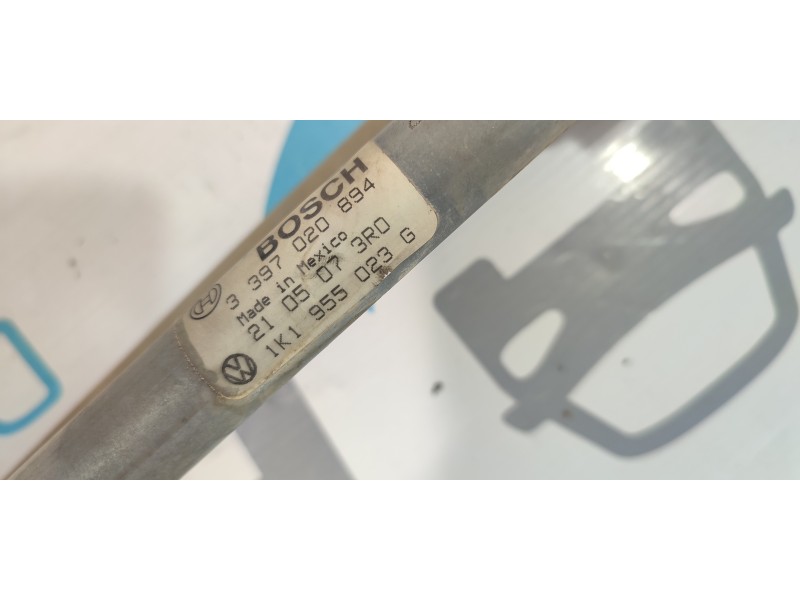 BOSCH
3 397 020 894
Made in Mexico
21 05 07 3R0
1K1 955 023 G